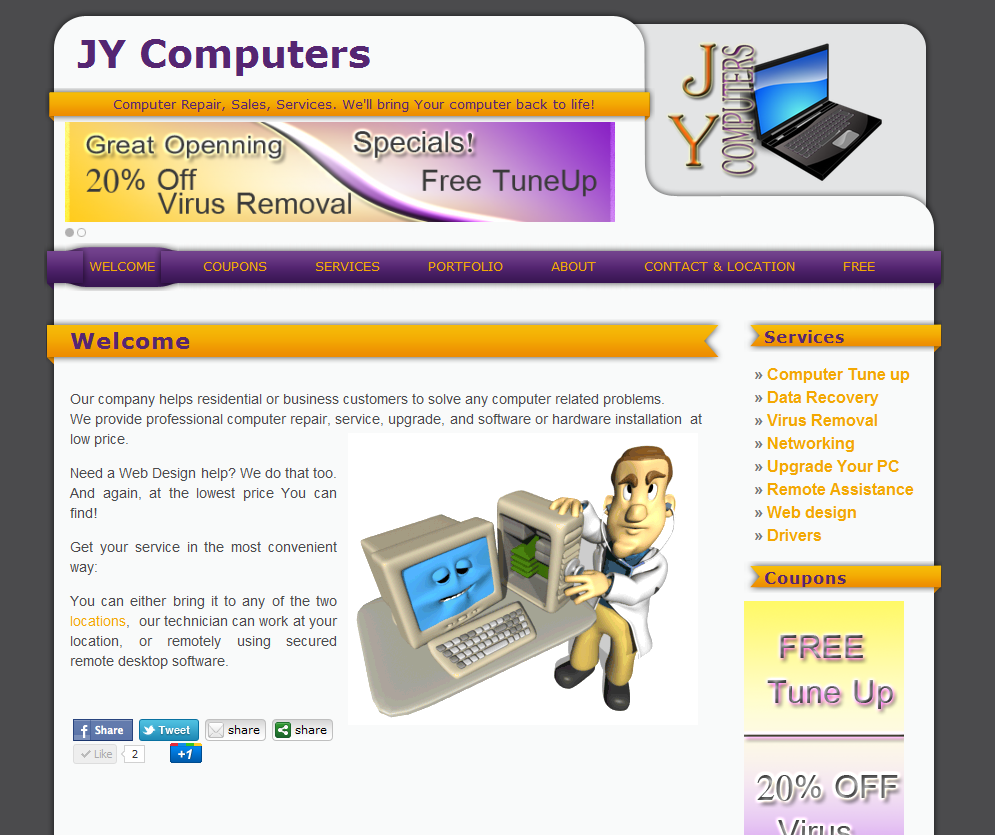 JY Computers
Computer Repair, Sales, Services. We'll bring Your computer back to life!
JY COMPUTERS
Great Openning
Specials!
20% Off
Virus Removal
Free TuneUp
WELCOME COUPONS SERVICES PORTFOLIO ABOUT CONTACT & LOCATION FREE
Welcome
Our company helps residential or business customers to solve any computer related problems.
We provide professional computer repair, service, upgrade, and software or hardware installation at
low price.
Need a Web Design help? We do that too.
And again, at the lowest price You can
find!
Get your service in the most convenient
way:
You can either bring it to any of the two
locations, our technician can work at your
location, or remotely using secured
remote desktop software.
Share Tweet share share
Like 2 +1
Services
» Computer Tune up
» Data Recovery
» Virus Removal
» Networking
» Upgrade Your PC
» Remote Assistance
» Web design
» Drivers
Coupons
FREE
Tune Up
20% OFF
Virus